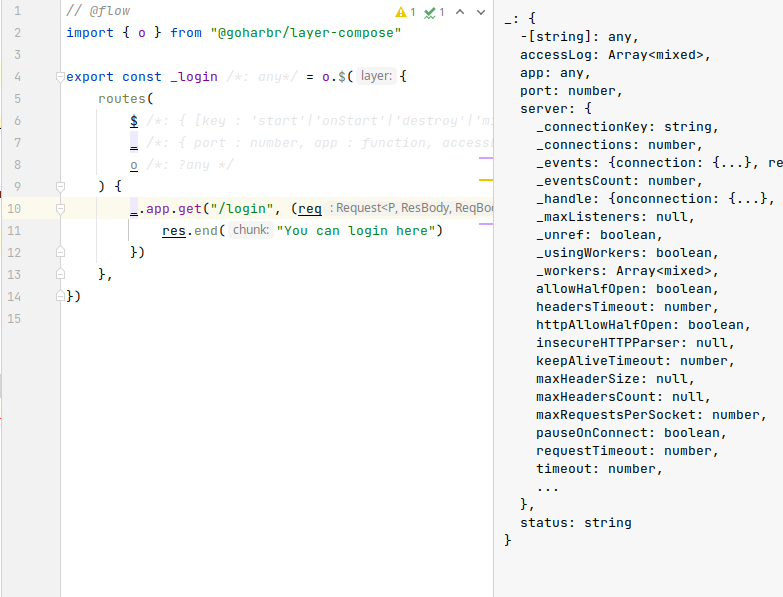 1 // @flow
1 1
2 import { o } from "@goharbr/layer-compose"
3
4 export const _login /*: any*/ = o.$( layer: {
5 routes(
6 $ /*: { [key : 'start'|'onStart'|'destroy'|'m
7 _ /*: { port : number, app : function, access
8 o /*: ?any */
9 ) {
10 _.app.get("/login", (req : Request<P, ResBody, ReqBo
11 res.end( chunk: "You can login here")
12 })
13 },
14 })
15
_: {
-[string]: any,
accessLog: Array<mixed>,
app: any,
port: number,
server: {
_connectionKey: string,
_connections: number,
_events: {connection: {...}, re
_eventsCount: number,
_handle: {onconnection: {...},
_maxListeners: null,
_unref: boolean,
_usingWorkers: boolean,
_workers: Array<mixed>,
allowHalfOpen: boolean,
headersTimeout: number,
httpAllowHalfOpen: boolean,
insecureHTTPParser: null,
keepAliveTimeout: number,
maxHeaderSize: null,
maxHeadersCount: null,
maxRequestsPerSocket: number,
pauseOnConnect: boolean,
requestTimeout: number,
timeout: number,
...
},
status: string
}